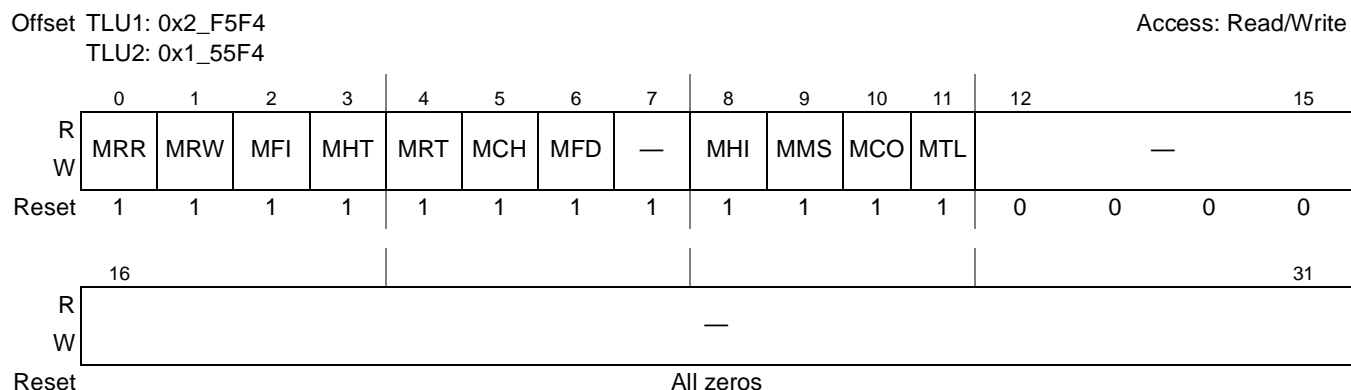 Offset TLU1: 0x2_F5F4 Access: Read/Write
TLU2: 0x1_55F4
0 1 2 3 4 5 6 7 8 9 10 11 12 15
R
W
MRR MRW MFI MHT MRT MCH MFD — MHI MMS MCO MTL —
Reset 1 1 1 1 1 1 1 1 1 1 1 1 0 0 0 0
16 31
R
W
—
Reset All zeros